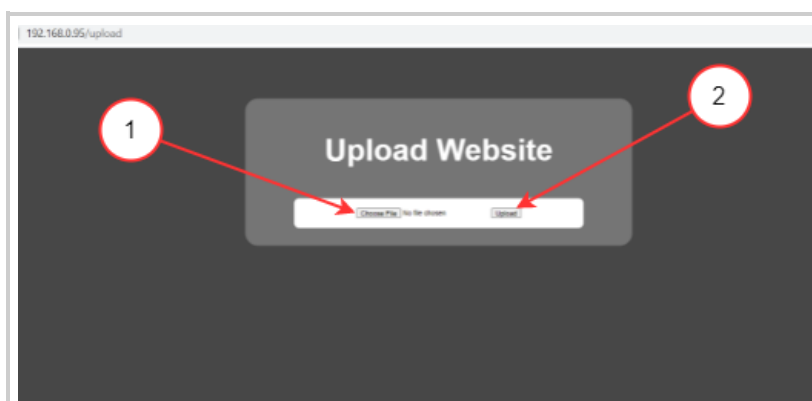 192.168.0.95/upload
1
2
Upload Website
Choose File No file chosen Upload